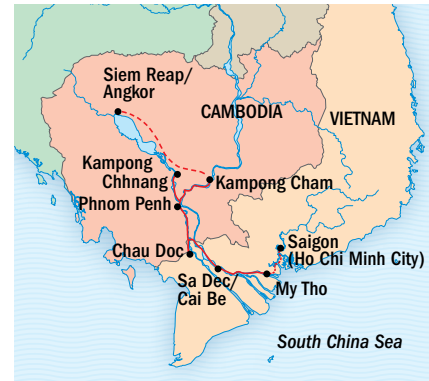 Siem Reap/
Angkor
CAMBODIA
VIETNAM
Kampong
Chhnang
Kampong Cham
Phnom Penh
Saigon
(Ho Chi Minh City)
Chau Doc
Sa Dec/
Cai Be
My Tho
South China Sea